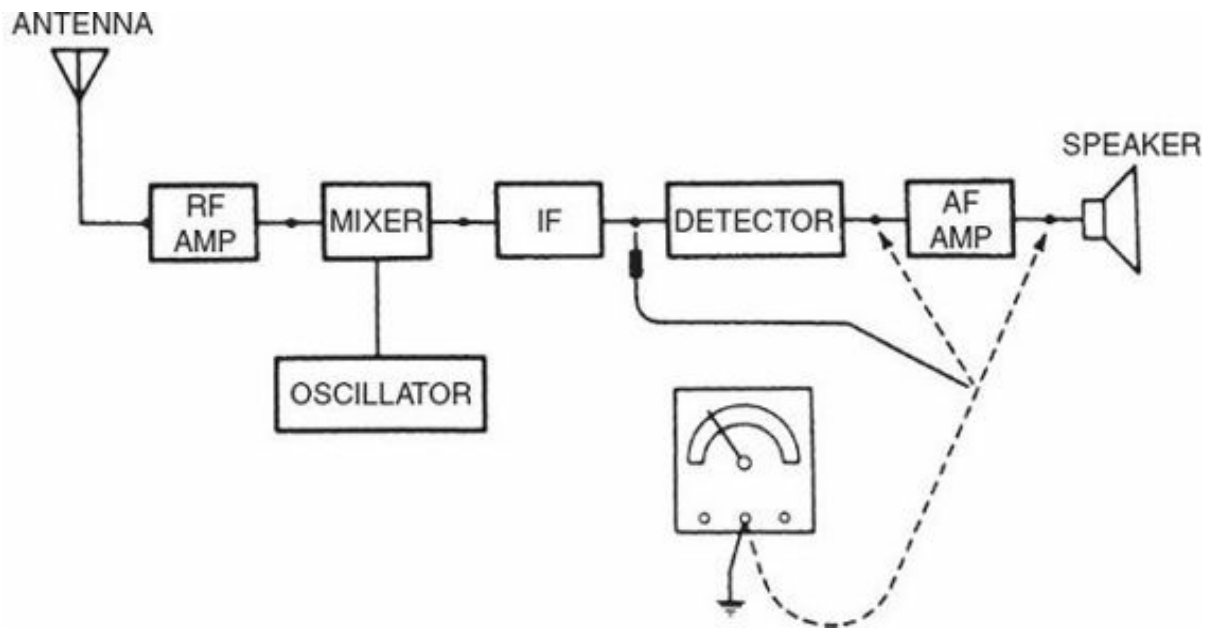 ANTENNA
SPEAKER
RF
AMP
MIXER
IF
DETECTOR
AF
AMP
OSCILLATOR